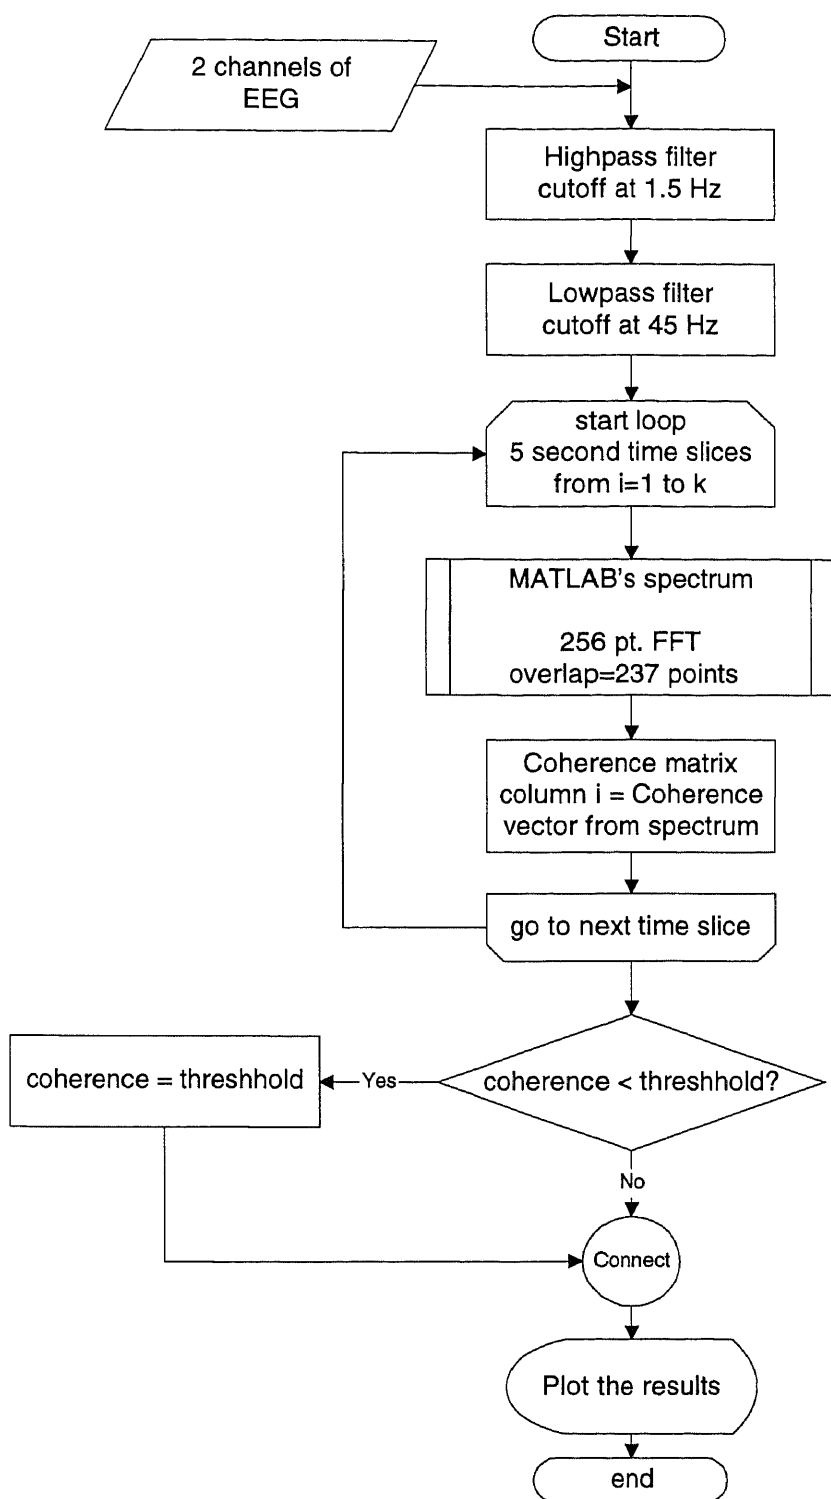 Start
2 channels of
EEG
Highpass filter
cutoff at 1.5 Hz
Lowpass filter
cutoff at 45 Hz
start loop
5 second time slices
from i=1 to k
MATLAB's spectrum
256 pt. FFT
overlap=237 points
Coherence matrix
column i = Coherence
vector from spectrum
go to next time slice
coherence < threshhold?
Yes
coherence = threshhold
No
Connect
Plot the results
end